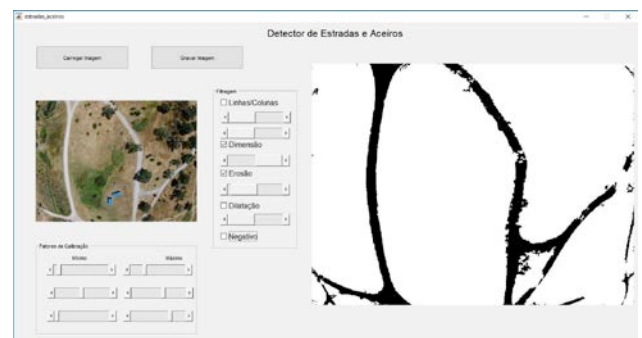 estradas_aceiros
Detector de Estradas e Aceiros
Carregar Imagem
Gravar Imagem
Filtragem
Linhas/Colunas
Dimensão
Erosão
Dilatação
Negativo
Fatores de Calibração
Mínimo
Máximo